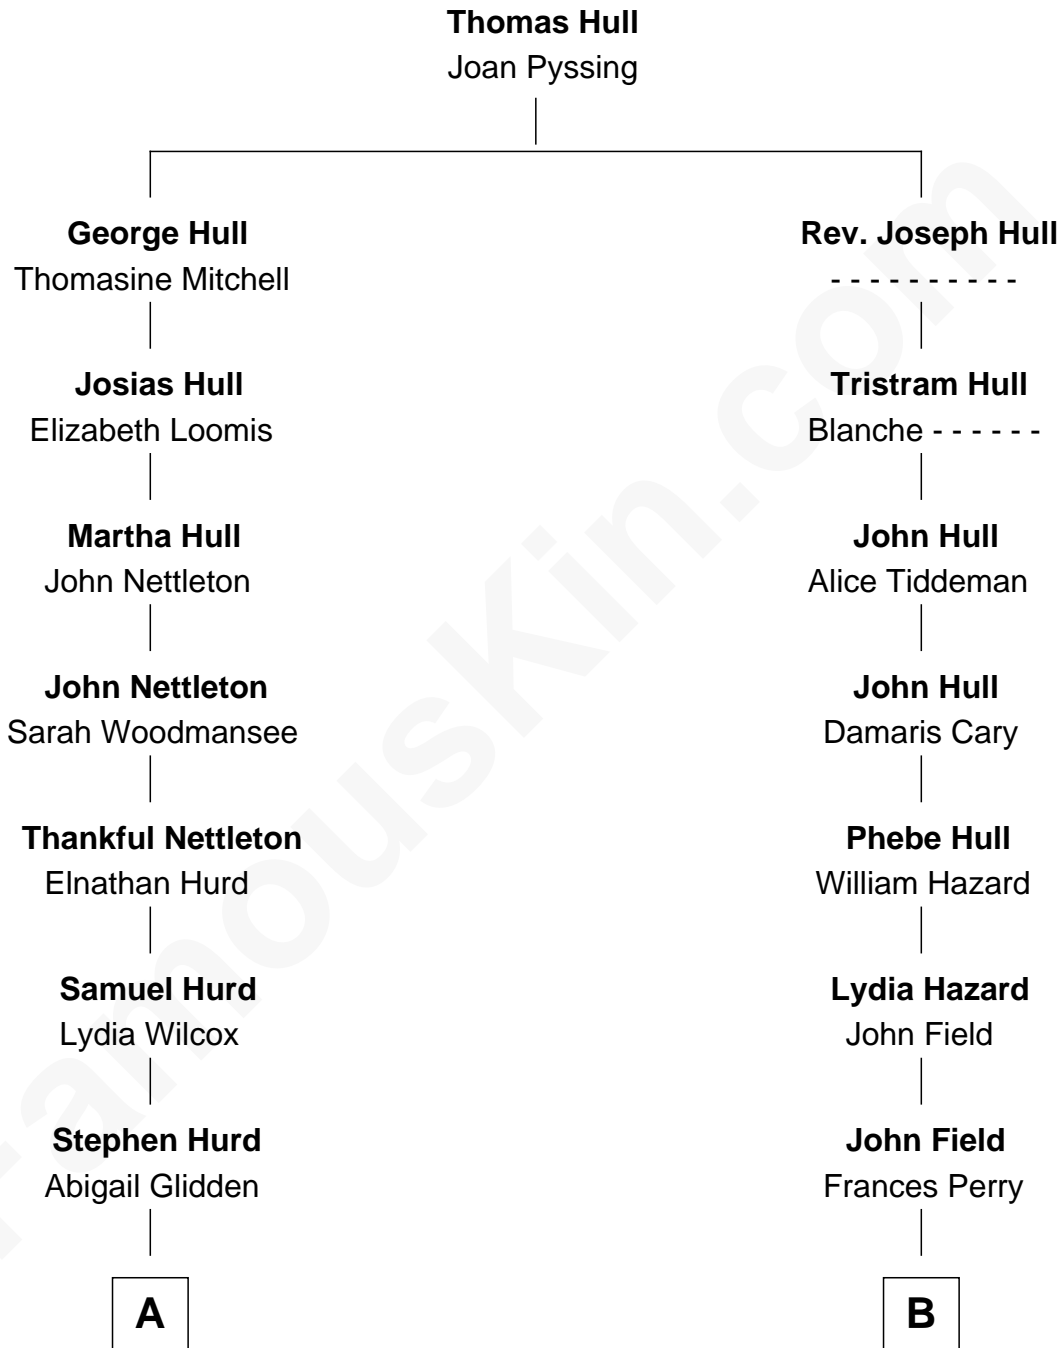 Thomas Hull
Joan Pyssing
George Hull
Thomasine Mitchell
Rev. Joseph Hull
- - - - - - - - - -
Josias Hull
Elizabeth Loomis
Tristram Hull
Blanche - - - - - -
Martha Hull
John Nettleton
John Hull
Alice Tiddeman
John Nettleton
Sarah Woodmansee
John Hull
Damaris Cary
Thankful Nettleton
Elnathan Hurd
Phebe Hull
William Hazard
Samuel Hurd
Lydia Wilcox
Lydia Hazard
John Field
Stephen Hurd
Abigail Glidden
John Field
Frances Perry
A
B
FamousKin.com